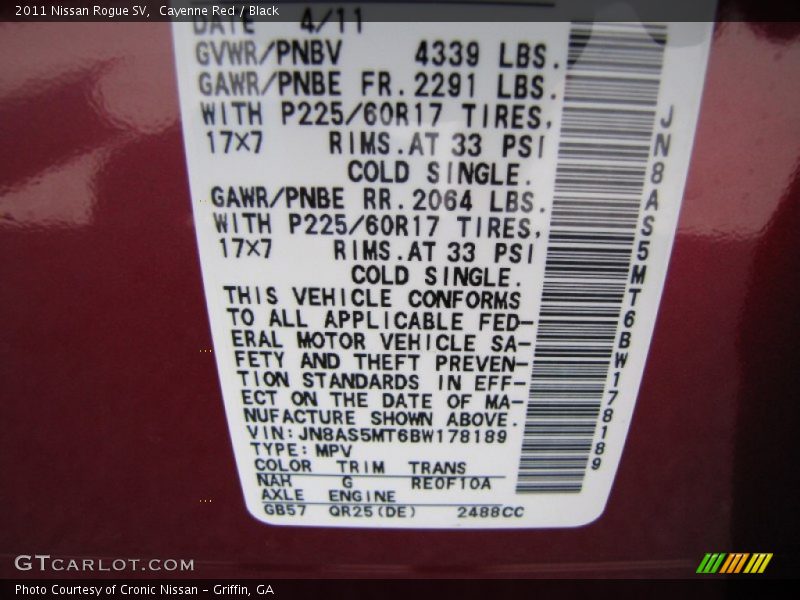 2011 Nissan Rogue SV,  Cayenne Red / Black
DATE 4/11
GVWR/PNBV 4339 LBS.
GAWR/PNBE FR. 2291 LBS.
WITH P225/60R17 TIRES,
17X7 RIMS. AT 33 PSI
COLD SINGLE.
GAWR/PNBE RR. 2064 LBS.
WITH P225/60R17 TIRES,
17X7 RIMS. AT 33 PSI
COLD SINGLE.
THIS VEHICLE CONFORMS
TO ALL APPLICABLE FED-
ERAL MOTOR VEHICLE SA-
FETY AND THEFT PREVEN-
TION STANDARDS IN EFF-
ECT ON THE DATE OF MA-
NUFACTURE SHOWN ABOVE.
VIN: JN8AS5MT6BW178189
TYPE: MPV
COLOR TRIM TRANS
NAH G RE0F10A
AXLE ENGINE
GB57 QR25(DE) 2488CC
JN8AS5MT6BW178189
GTCARLOT.COM
Photo Courtesy of Cronic Nissan - Griffin, GA